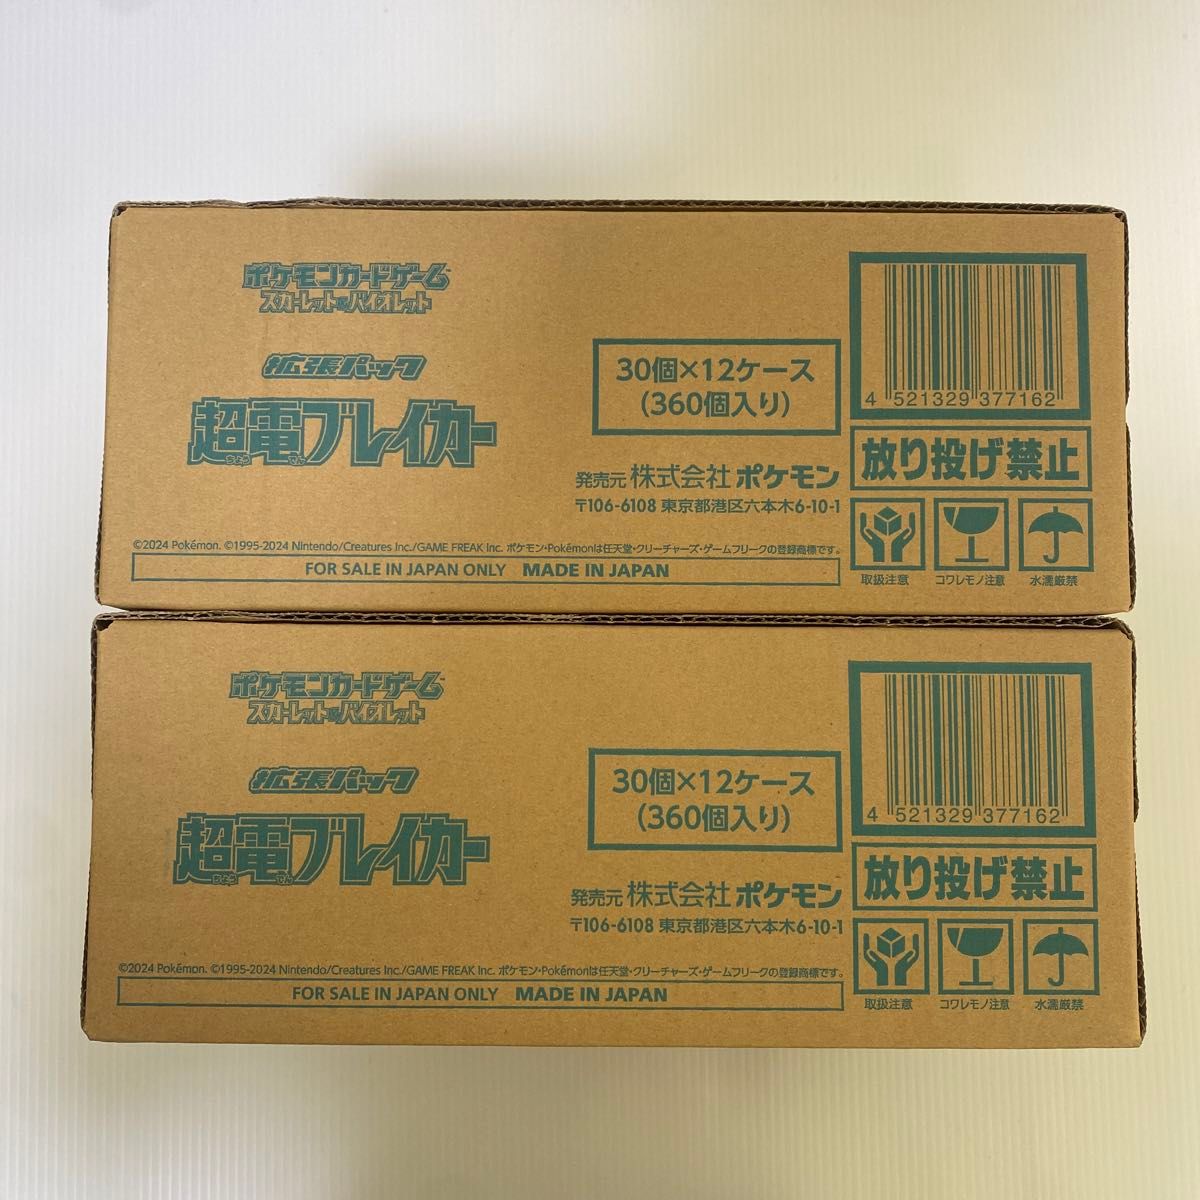 ポケモンカードゲーム
スカーレット&バイオレット
拡張パック
超電ブレイカー
ちょう でん
30個×12ケース
(360個入り)
発売元 株式会社 ポケモン
〒106-6108 東京都港区六本木6-10-1
©2024 Pokémon. ©1995-2024 Nintendo/Creatures Inc./GAME FREAK inc. ポケモン・Pokémonは任天堂・クリーチャーズ・ゲームフリークの登録商標です。
FOR SALE IN JAPAN ONLY MADE IN JAPAN
4 521329 377162
放り投げ禁止
取扱注意 コワレモノ注意 水濡厳禁
ポケモンカードゲーム
スカーレット&バイオレット
拡張パック
超電ブレイカー
ちょう でん
30個×12ケース
(360個入り)
発売元 株式会社 ポケモン
〒106-6108 東京都港区六本木6-10-1
©2024 Pokémon. ©1995-2024 Nintendo/Creatures Inc./GAME FREAK inc. ポケモン・Pokémonは任天堂・クリーチャーズ・ゲームフリークの登録商標です。
FOR SALE IN JAPAN ONLY MADE IN JAPAN
4 521329 377162
放り投げ禁止
取扱注意 コワレモノ注意 水濡厳禁